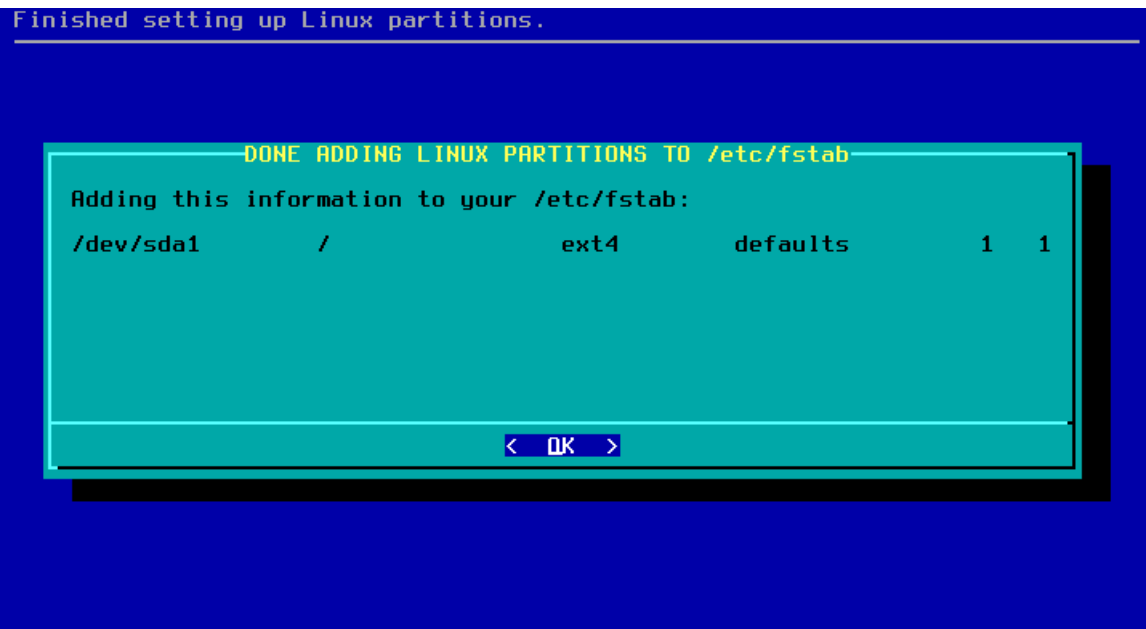 Finished setting up Linux partitions.
DONE ADDING LINUX PARTITIONS TO /etc/fstab
Adding this information to your /etc/fstab:
/dev/sda1 / ext4 defaults 1 1
< OK >